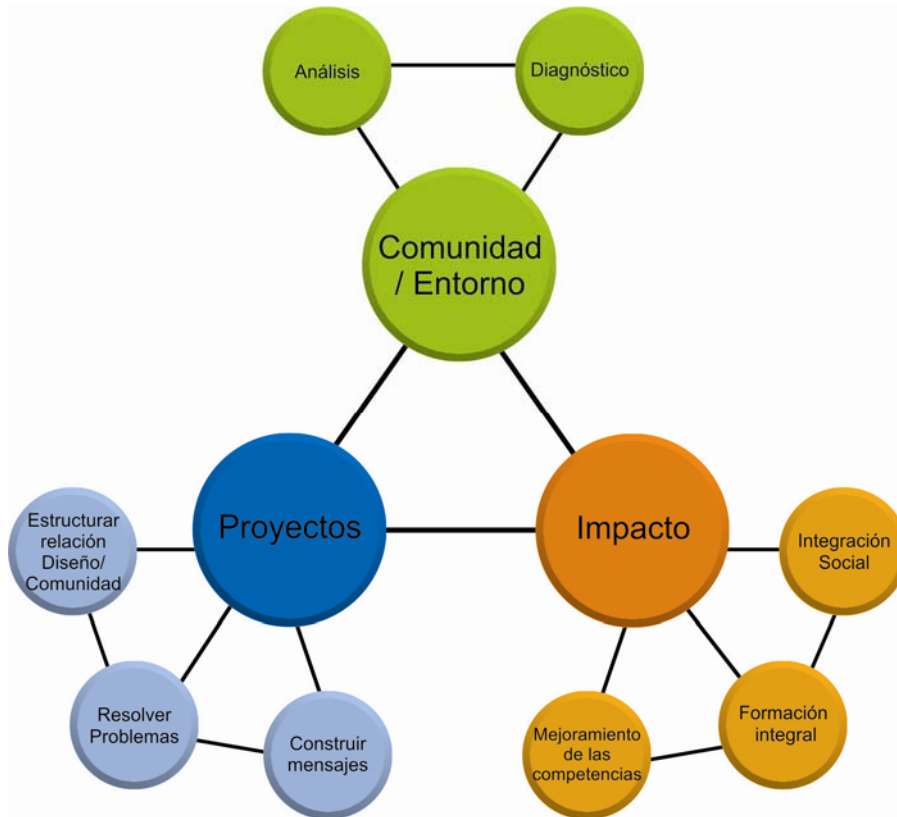 Análisis
Diagnóstico
Comunidad
/ Entorno
Proyectos
Impacto
Estructurar
relación
Diseño/
Comunidad
Integración
Social
Resolver
Problemas
Construir
mensajes
Mejoramiento
de las
competencias
Formación
integral